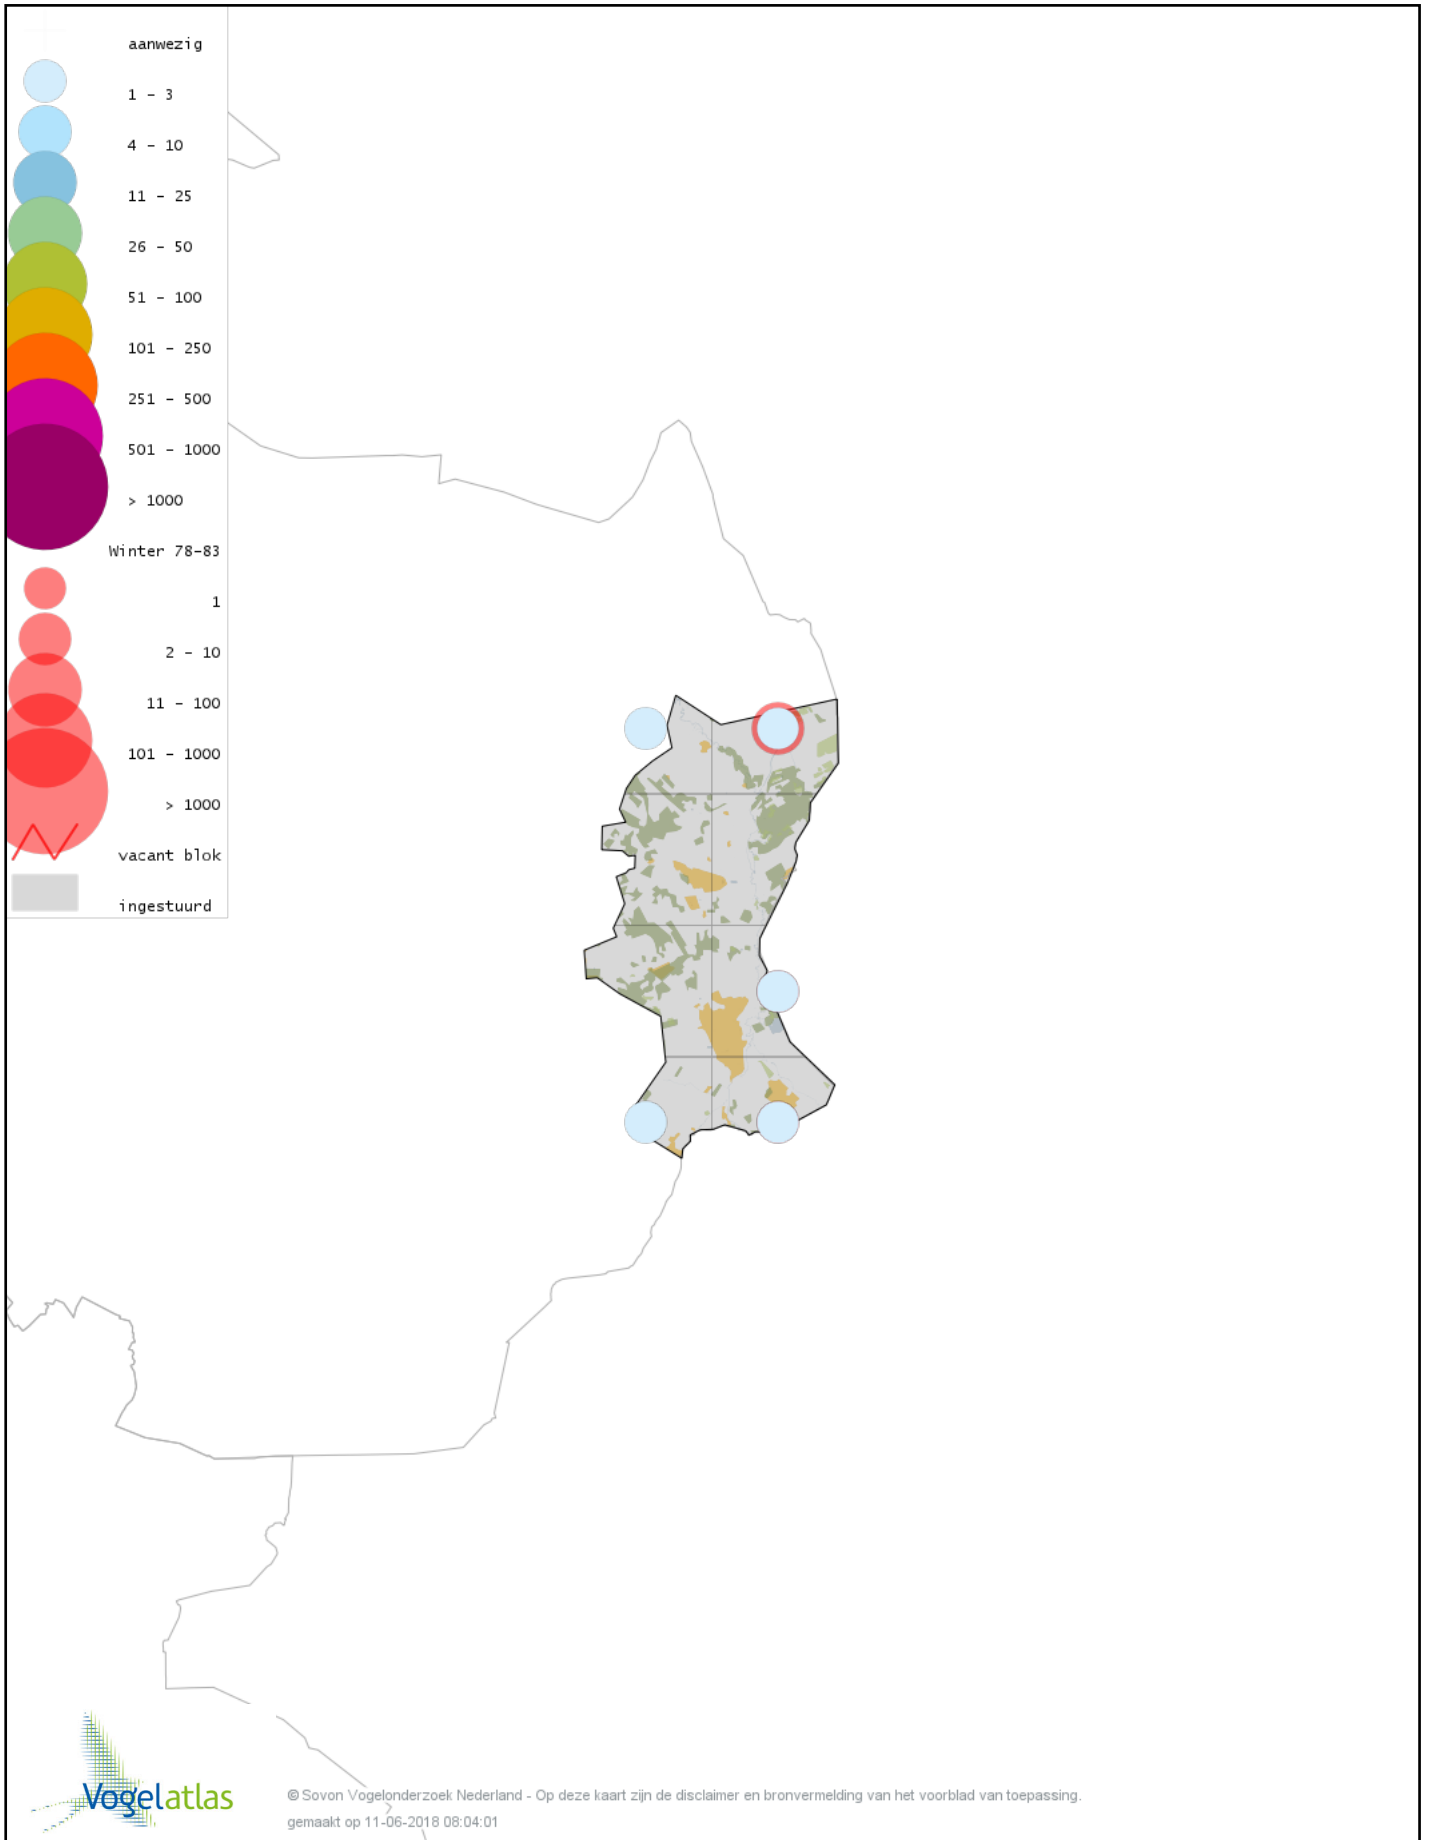 aanwezig
1 - 3
4 - 10
11 - 25
26 - 50
51 - 100
101 - 250
251 - 500
501 - 1000
> 1000
Winter 78-83
1
2 - 10
11 - 100
101 - 1000
> 1000
vacant blok
ingestuurd
Vogelatlas
© Sovon Vogelonderzoek Nederland - Op deze kaart zijn de disclaimer en bronvermelding van het voorblad van toepassing.
gemaakt op 11-06-2018 08:04:01